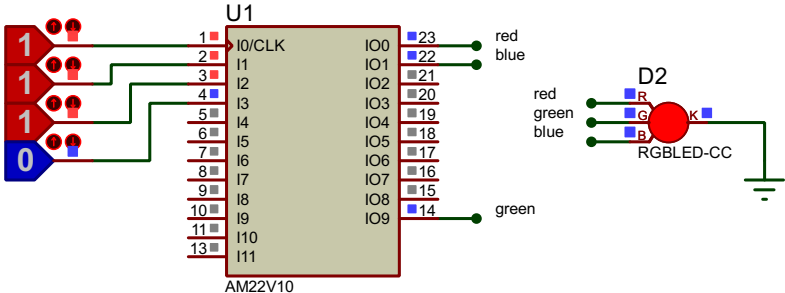 U1
1
1
1
0
1 I0/CLK IO0 23 red
2 I1 IO1 22 blue
3 I2 IO2 21
4 I3 IO3 20
5 I4 IO4 19
6 I5 IO5 18
7 I6 IO6 17
8 I7 IO7 16
9 I8 IO8 15
10 I9 IO9 14 green
11 I10
13 I11
AM22V10
D2
red R
green G K
blue B
RGBLED-CC